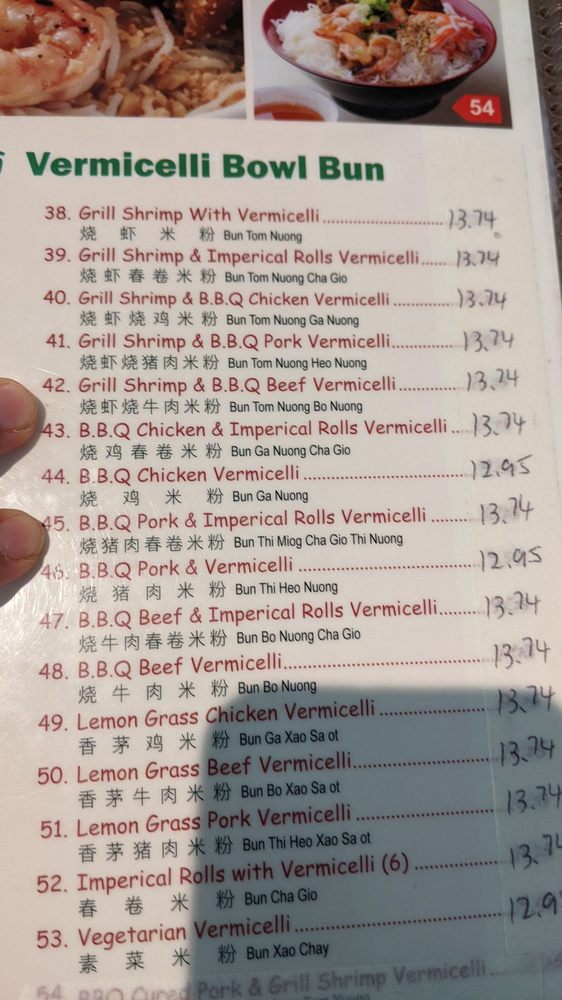 54
Vermicelli Bowl Bun
38. Grill Shrimp With Vermicelli 13.74
烧 虾 米 粉 Bun Tom Nuong
39. Grill Shrimp & Imperical Rolls Vermicelli 13.74
烧虾春卷米粉 Bun Tom Nuong Cha Gio
40. Grill Shrimp & B.B.Q Chicken Vermicelli 13.74
烧虾烧鸡米粉 Bun Tom Nuong Ga Nuong
41. Grill Shrimp & B.B.Q Pork Vermicelli 13.74
烧虾烧猪肉米粉 Bun Tom Nuong Heo Nuong
42. Grill Shrimp & B.B.Q Beef Vermicelli 13.74
烧虾烧牛肉米粉 Bun Tom Nuong Bo Nuong
43. B.B.Q Chicken & Imperical Rolls Vermicelli 13.74
烧鸡春卷米粉 Bun Ga Nuong Cha Gio
44. B.B.Q Chicken Vermicelli 12.95
烧 鸡 米 粉 Bun Ga Nuong
45. B.B.Q Pork & Imperical Rolls Vermicelli 13.74
烧猪肉春卷米粉 Bun Thi Miog Cha Gio Thi Nuong
46. B.B.Q Pork & Vermicelli 12.95
烧 猪 肉 米 粉 Bun Thi Heo Nuong
47. B.B.Q Beef & Imperical Rolls Vermicelli 13.74
烧牛肉春卷米粉 Bun Bo Nuong Cha Gio
48. B.B.Q Beef Vermicelli 13.74
烧 牛 肉 米 粉 Bun Bo Nuong
49. Lemon Grass Chicken Vermicelli 13.74
香 茅 鸡 米 粉 Bun Ga Xao Sa ot
50. Lemon Grass Beef Vermicelli 13.74
香茅牛肉米粉 Bun Bo Xao Sa ot
51. Lemon Grass Pork Vermicelli 13.74
香茅猪肉米粉 Bun Thi Heo Xao Sa ot
52. Imperical Rolls with Vermicelli (6) 13.74
春 卷 米 粉 Bun Cha Gio
53. Vegetarian Vermicelli 12.9
素 菜 米 粉 Bun Xao Chay
54. BBQ Cured Pork & Grill Shrimp Vermicelli